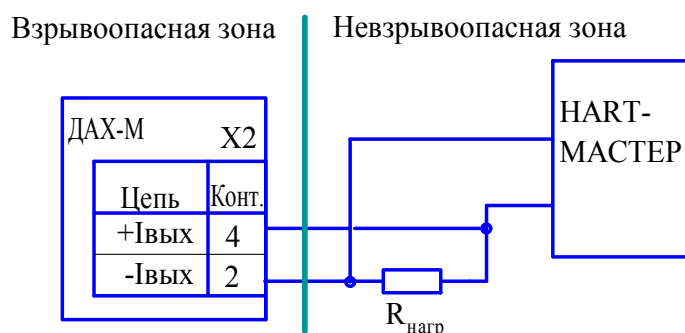 Взрывоопасная зона
Невзрывоопасная зона
ДАХ-М
X2
Цепь
Конт.
+Iвых
4
-Iвых
2
HART-
МАСТЕР
Rнагр